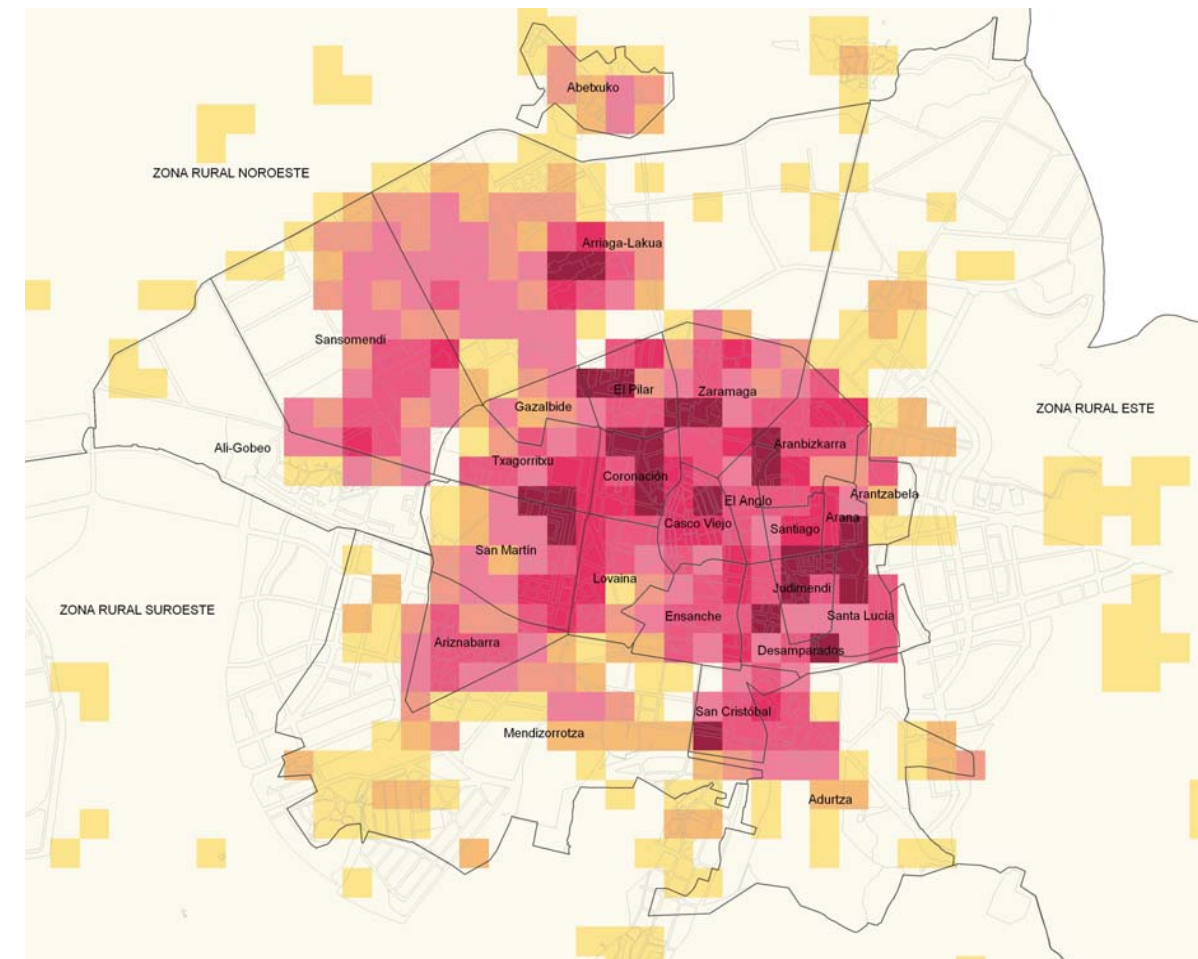 Abetxuko
ZONA RURAL NOROESTE
Arriaga-Lakua
Sansomendi
El Pilar
Zaramaga
Gazalbide
ZONA RURAL ESTE
Ali-Gobeo
Aranbizkarra
Txagorritxu
Coronación
Arantzabela
El Anglo
Arana
Casco Viejo
Santiago
San Martín
Lovaina
Judimendi
ZONA RURAL SUROESTE
Ensanche
Santa Lucía
Ariznabarra
Desamparados
San Cristóbal
Mendizorrotza
Adurtza